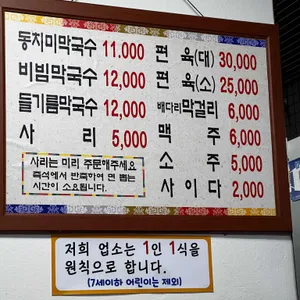 동치미막국수 11,000 편 육(대) 30,000
비빔막국수 12,000 편 육(소) 25,000
들기름막국수 12,000 배다리막걸리 6,000
사 리 5,000 맥 주 6,000
사리는 미리 주문해주세요 소 주 5,000
즉석에서 반죽하여 면 뽑는
시간이 소요됩니다. 사 이 다 2,000
저희 업소는 1인 1식을
원칙으로 합니다.
(7세이하 어린이는 제외)